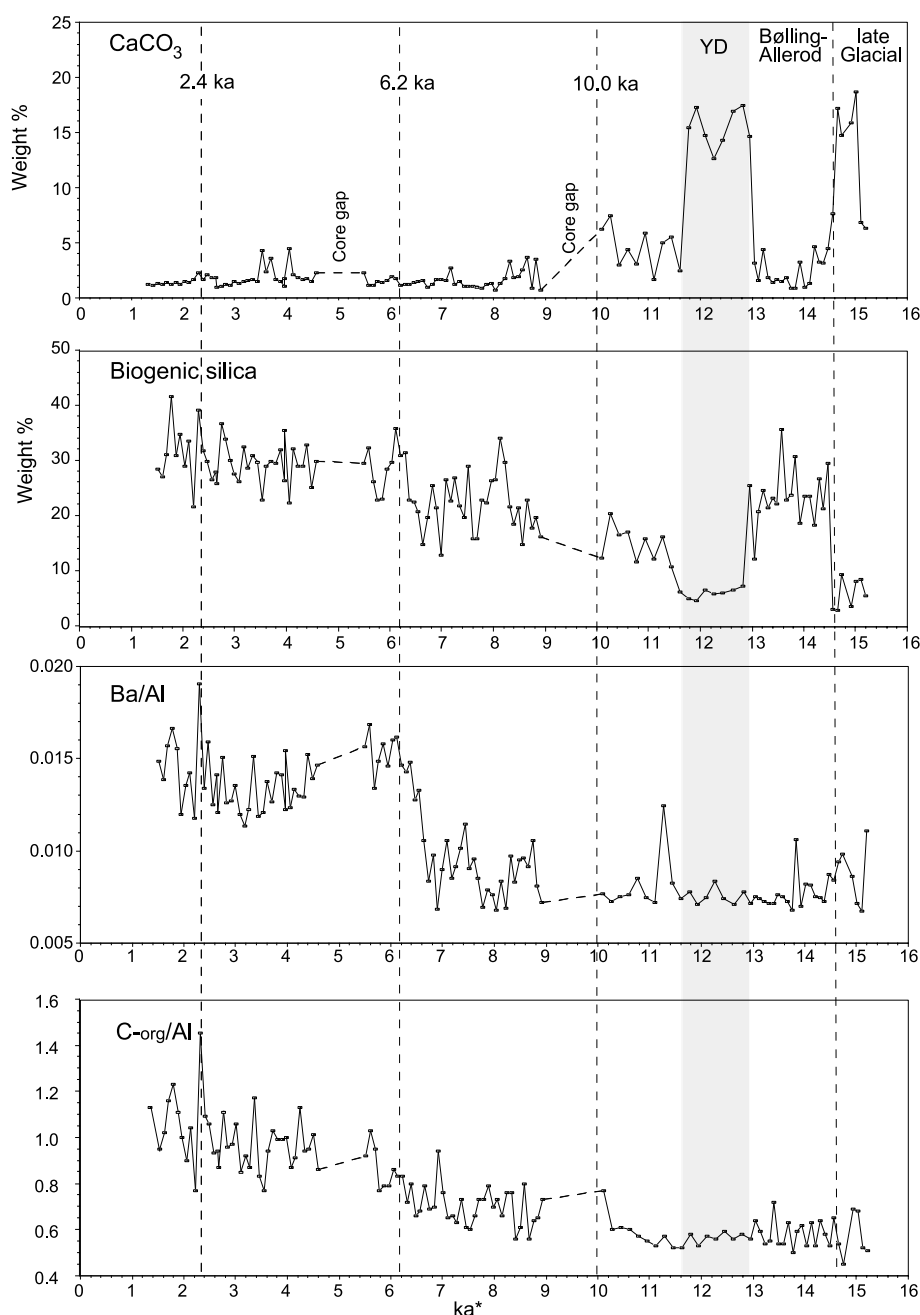 CaCO3
YD
Bølling-
Allerod
late
Glacial
2.4 ka
6.2 ka
10.0 ka
Core gap
Core gap
Weight %
25
20
15
10
5
0
0 1 2 3 4 5 6 7 8 9 10 11 12 13 14 15 16
Biogenic silica
Weight %
50
40
30
20
10
0
0 1 2 3 4 5 6 7 8 9 10 11 12 13 14 15 16
Ba/Al
0.020
0.015
0.010
0.005
0 1 2 3 4 5 6 7 8 9 10 11 12 13 14 15 16
C-org/Al
1.6
1.4
1.2
1.0
0.8
0.6
0.4
0 1 2 3 4 5 6 7 8 9 10 11 12 13 14 15 16
ka*